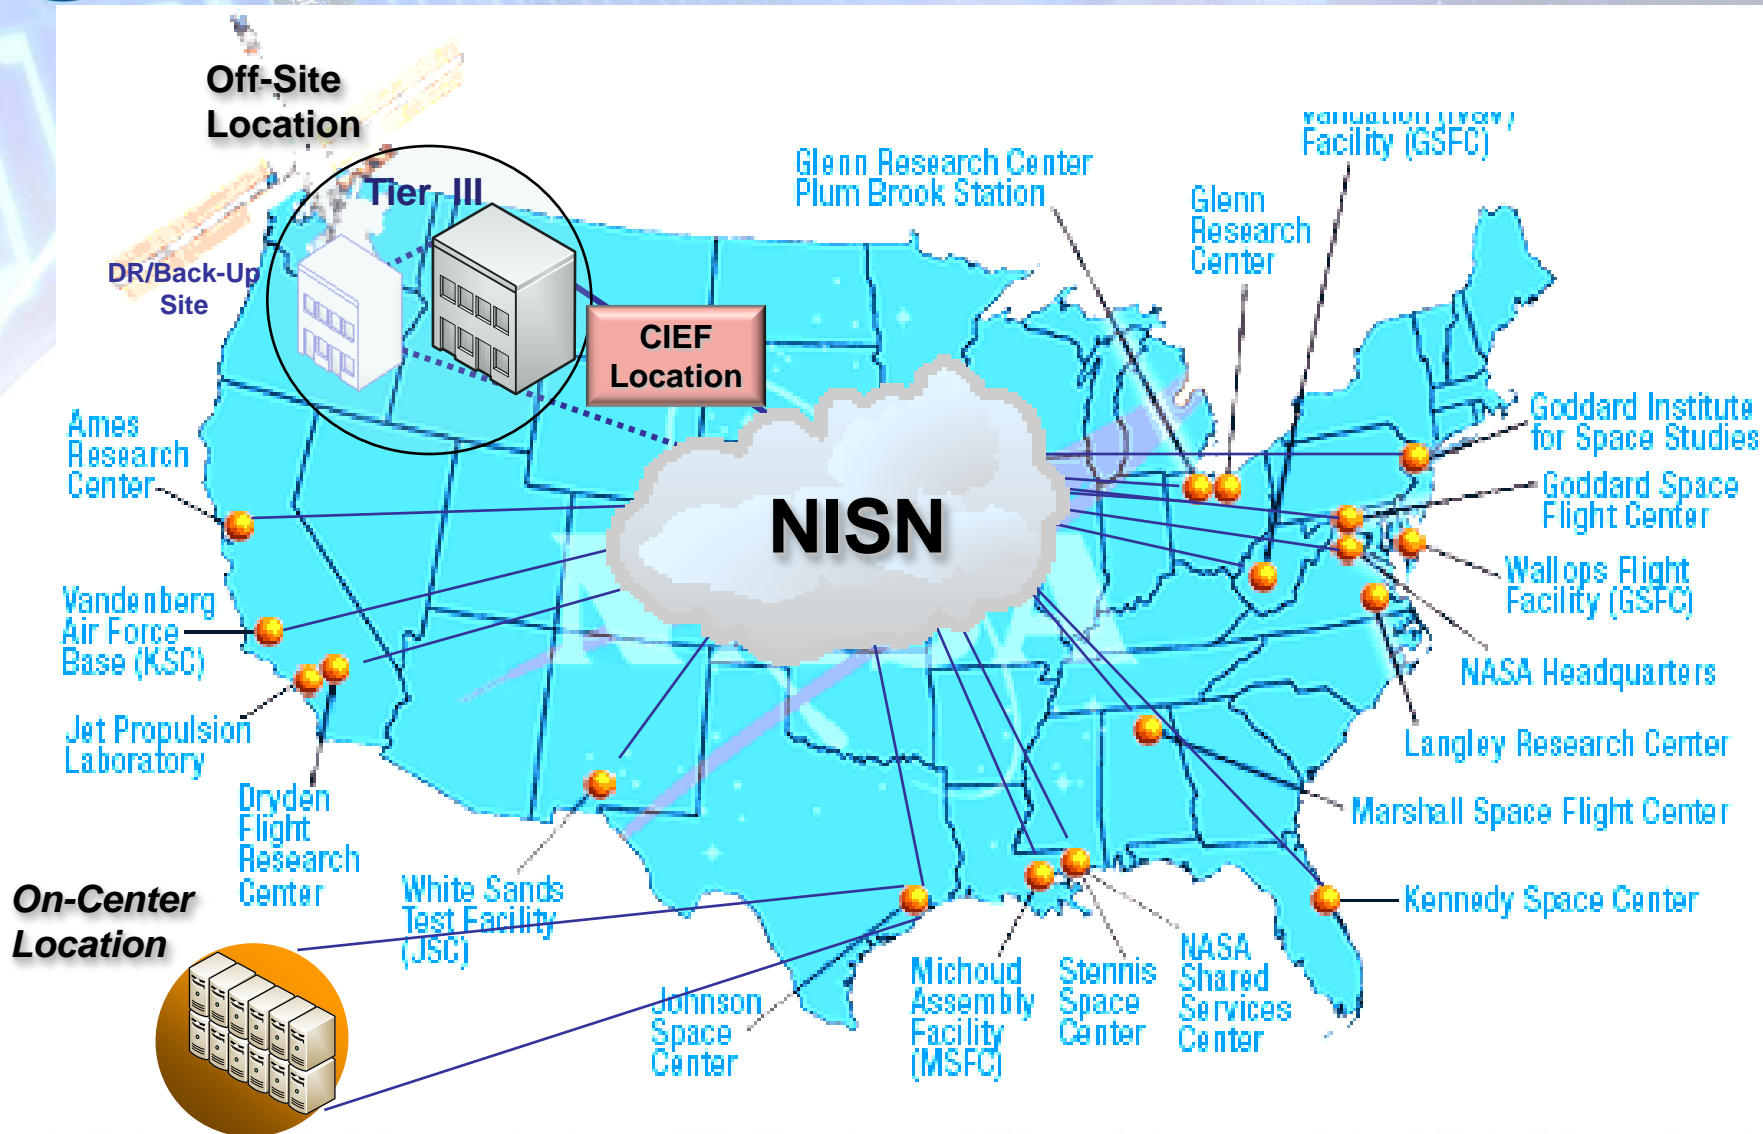 Off-Site
Location
Tier III
DR/Back-Up
Site
CIEF
Location
NISN
Facility (GSFC)
Glenn Research Center
Plum Brook Station
Glenn
Research
Center
Goddard Institute
for Space Studies
Goddard Space
Flight Center
Wallops Flight
Facility (GSFC)
NASA Headquarters
Langley Research Center
Marshall Space Flight Center
Kennedy Space Center
Ames
Research
Center
Vandenberg
Air Force
Base (KSC)
Jet Propulsion
Laboratory
Dryden
Flight
Research
Center
White Sands
Test Facility
(JSC)
Johnson
Space
Center
Michoud
Assembly
Facility
(MSFC)
Stennis
Space
Center
NASA
Shared
Services
Center
On-Center
Location